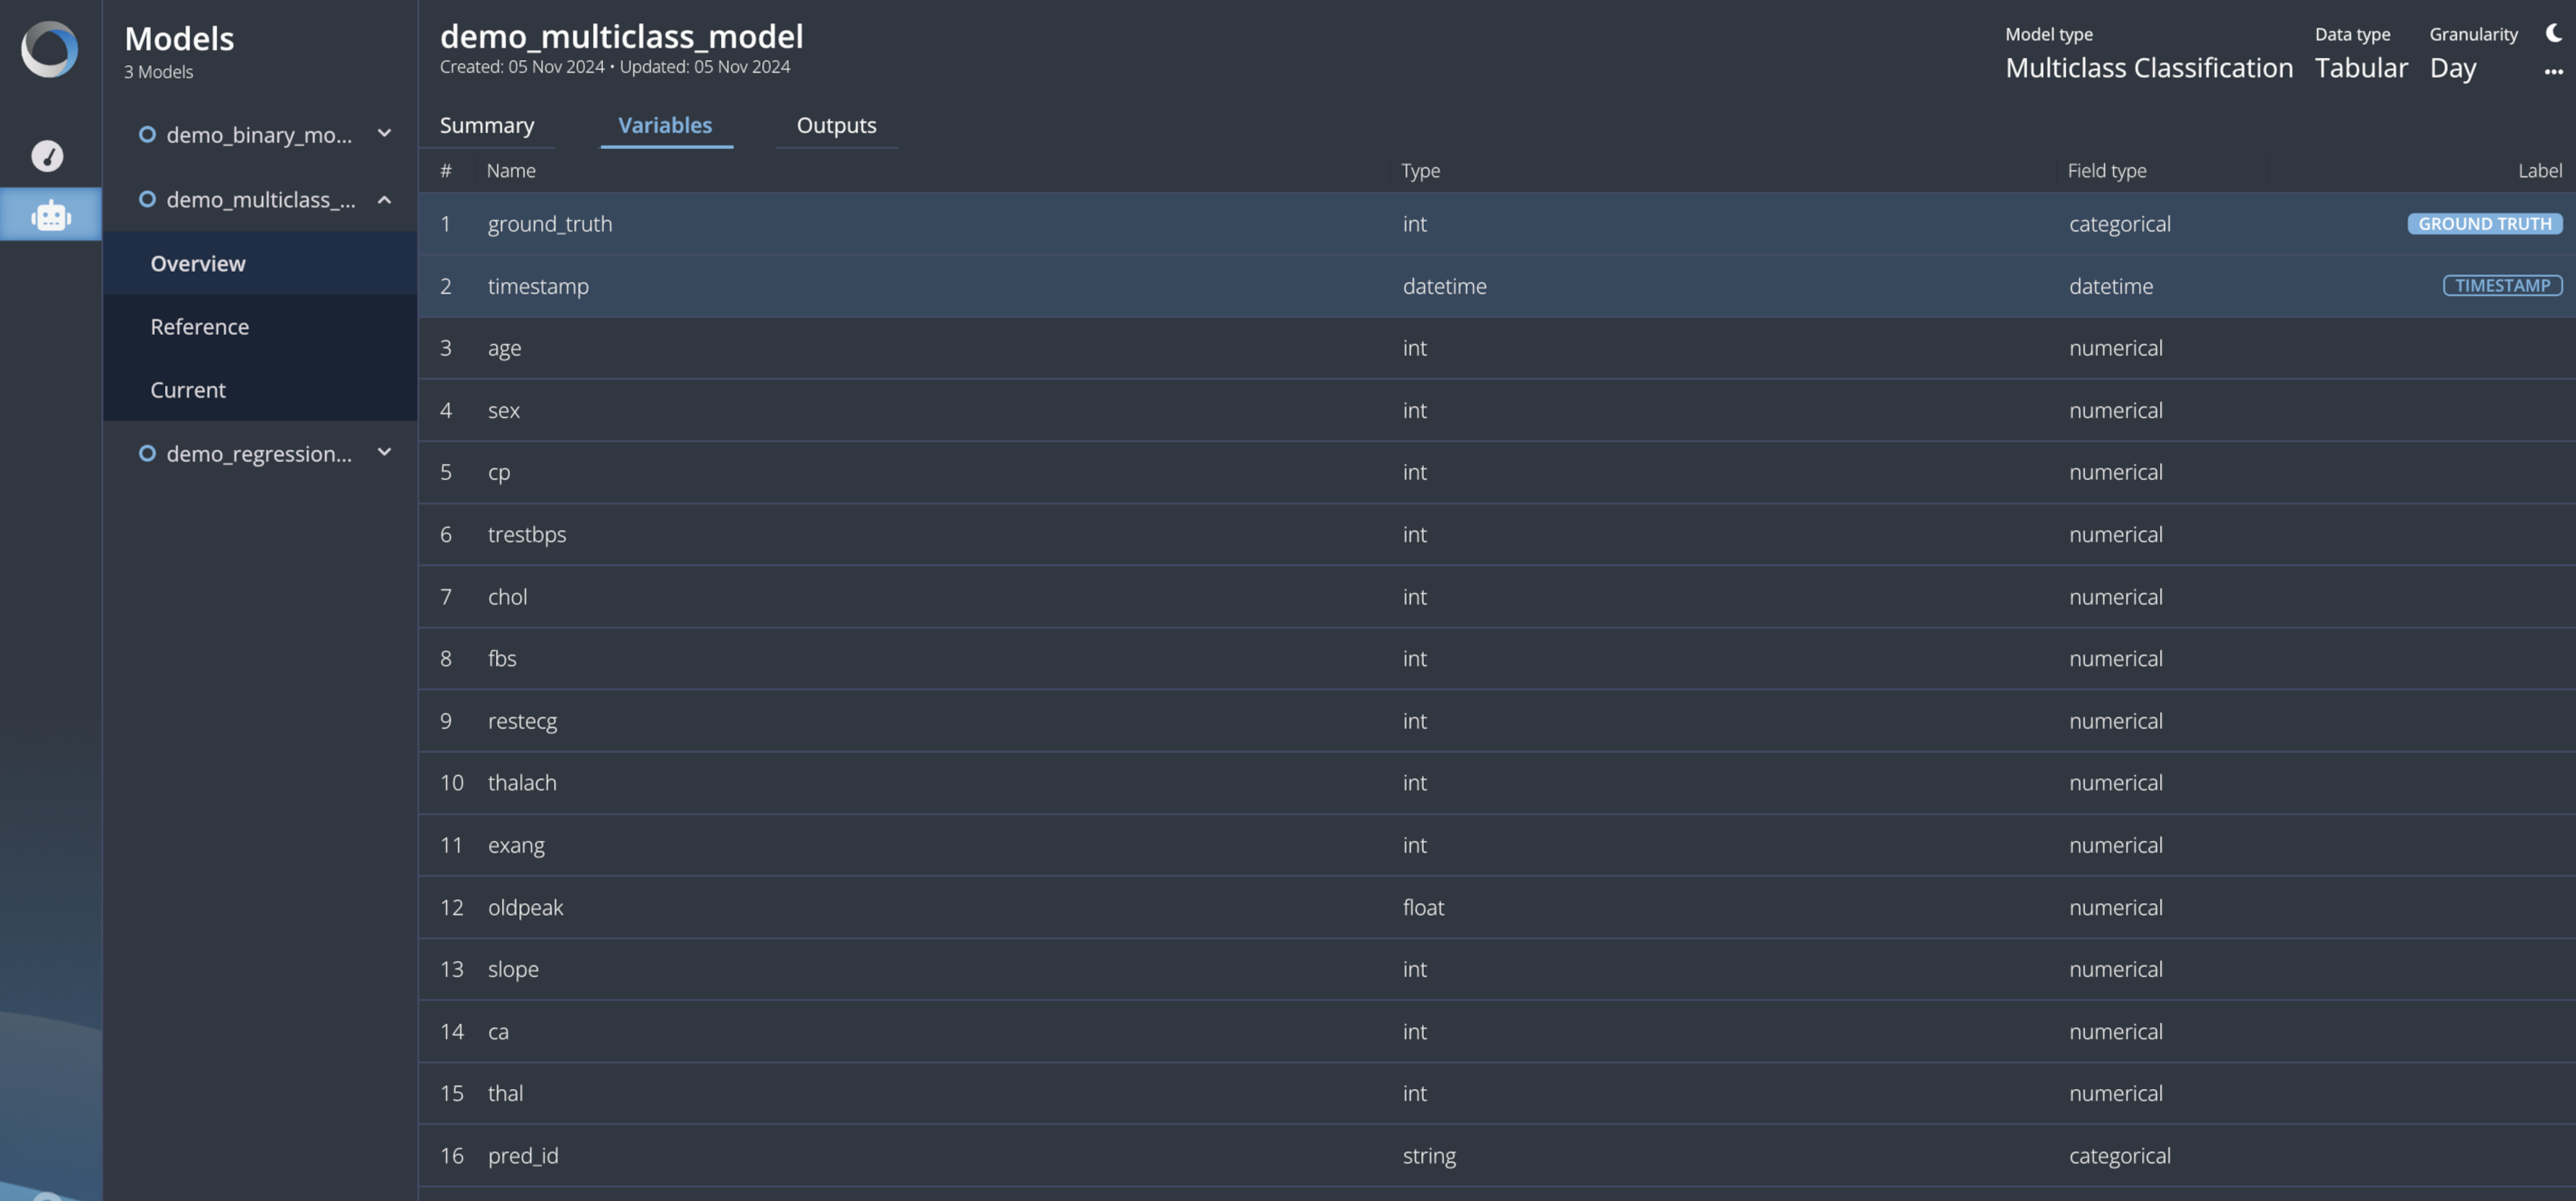 Models
3 Models
demo_binary_mo...
demo_multiclass_...
Overview
Reference
Current
demo_regression...
demo_multiclass_model
Created: 05 Nov 2024 • Updated: 05 Nov 2024
Model type
Multiclass Classification
Data type
Tabular
Granularity
Day
Summary Variables Outputs
# Name Type Field type Label
1 ground_truth int categorical GROUND TRUTH
2 timestamp datetime datetime TIMESTAMP
3 age int numerical
4 sex int numerical
5 cp int numerical
6 trestbps int numerical
7 chol int numerical
8 fbs int numerical
9 restecg int numerical
10 thalach int numerical
11 exang int numerical
12 oldpeak float numerical
13 slope int numerical
14 ca int numerical
15 thal int numerical
16 pred_id string categorical